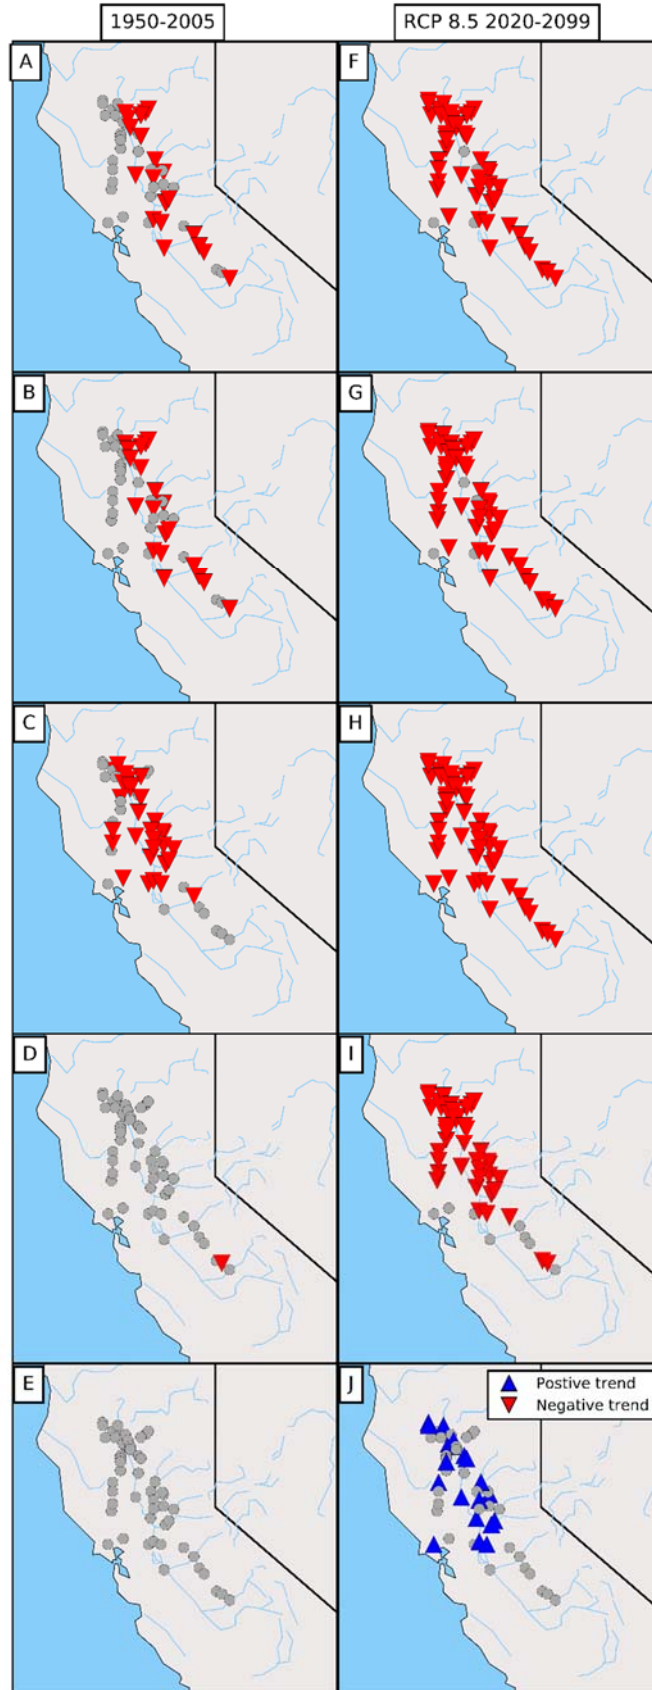 1950-2005
RCP 8.5 2020-2099
A
F
B
G
C
H
D
I
E
J
Postive trend
Negative trend